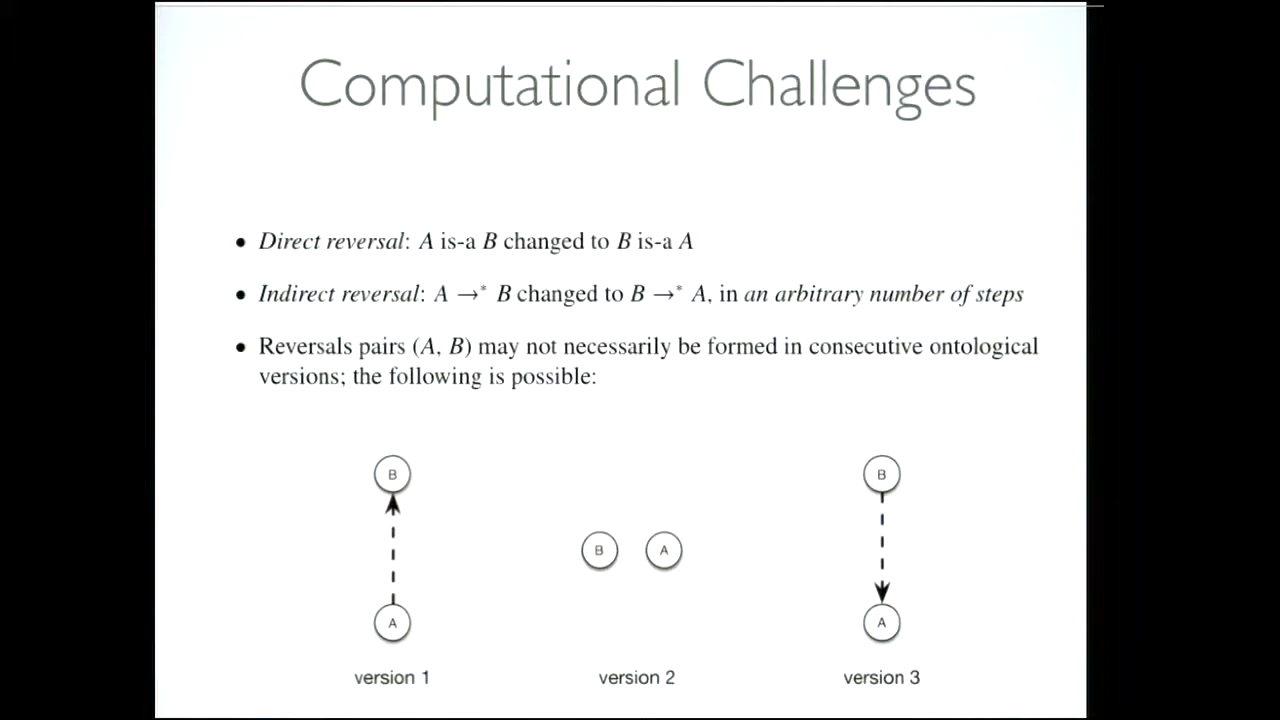 Computational Challenges
• Direct reversal: A is-a B changed to B is-a A
• Indirect reversal: A →* B changed to B →* A, in an arbitrary number of steps
• Reversals pairs (A, B) may not necessarily be formed in consecutive ontological
versions; the following is possible:
B
B
B A
A
A
version 1 version 2 version 3